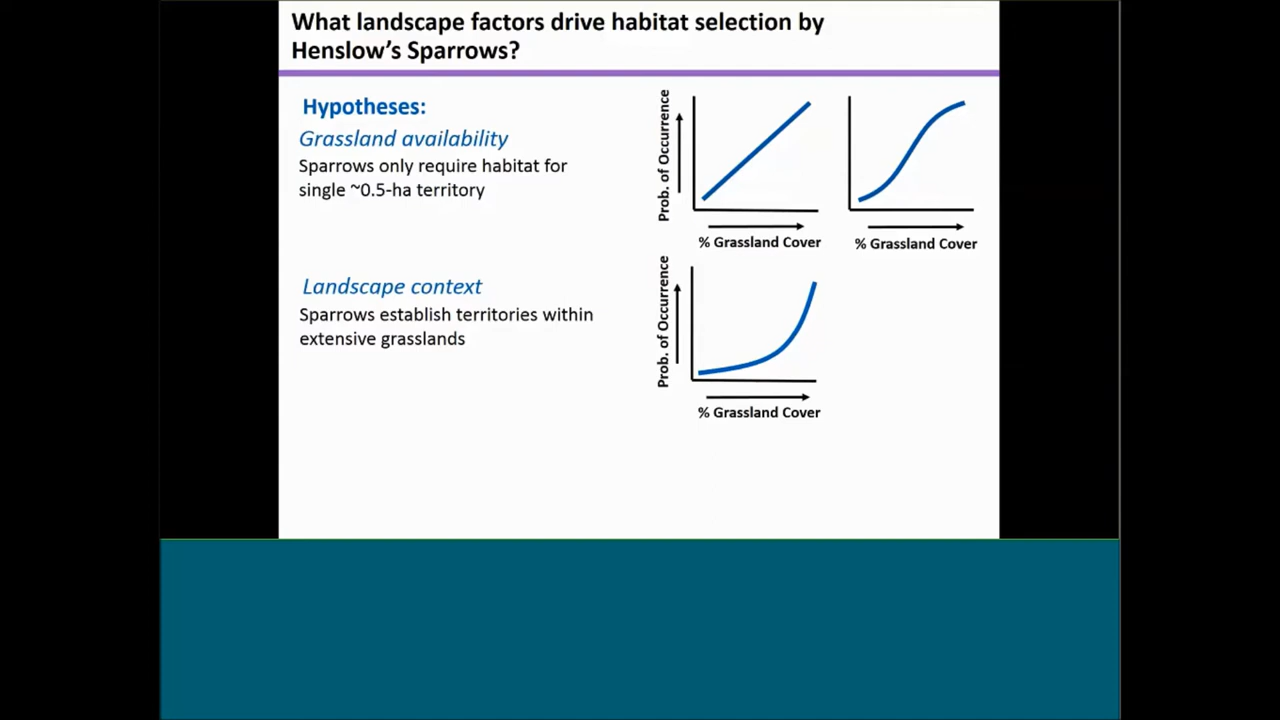 What landscape factors drive habitat selection by
Henslow's Sparrows?
Hypotheses:
Grassland availability
Sparrows only require habitat for
single ~0.5-ha territory
Prob. of Occurrence
% Grassland Cover
% Grassland Cover
Landscape context
Sparrows establish territories within
extensive grasslands
Prob. of Occurrence
% Grassland Cover